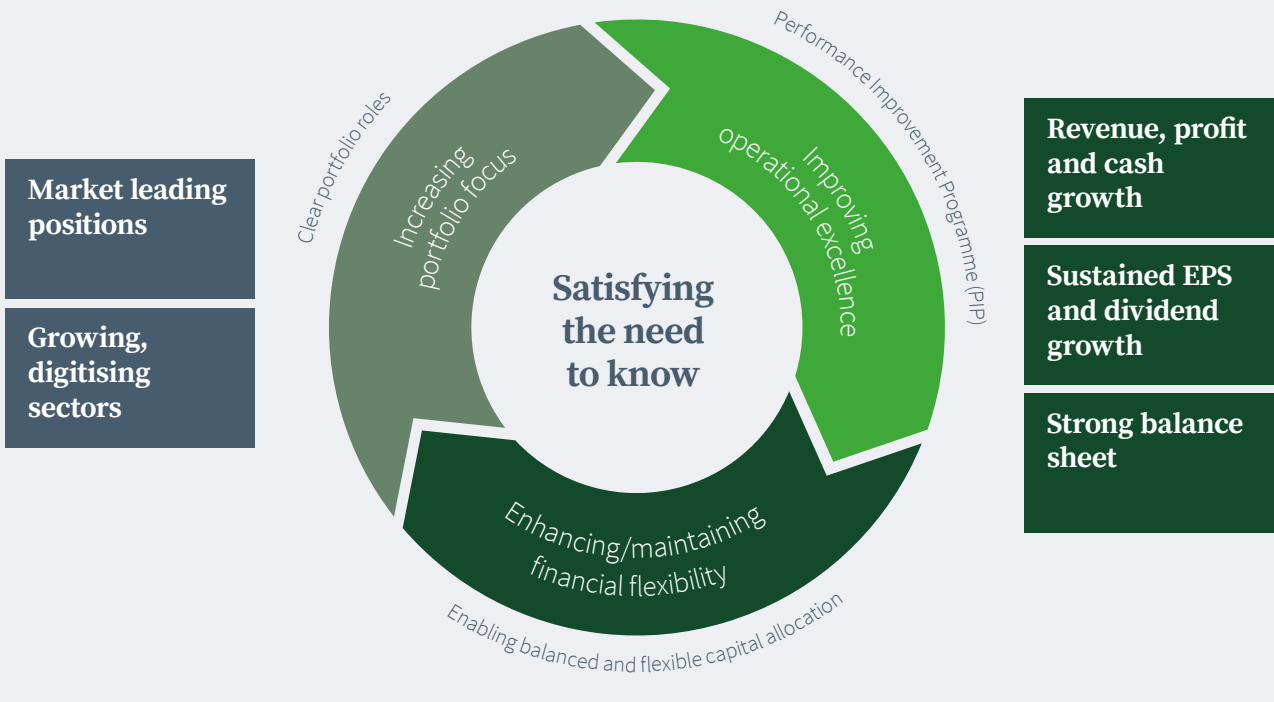 Market leading
positions
Growing,
digitising
sectors
Clear portfolio roles
Increasing
portfolio focus
Performance Improvement Programme (PIP)
Improving
operational excellence
Satisfying
the need
to know
Enhancing/maintaining
financial flexibility
Enabling balanced and flexible capital allocation
Revenue, profit
and cash
growth
Sustained EPS
and dividend
growth
Strong balance
sheet